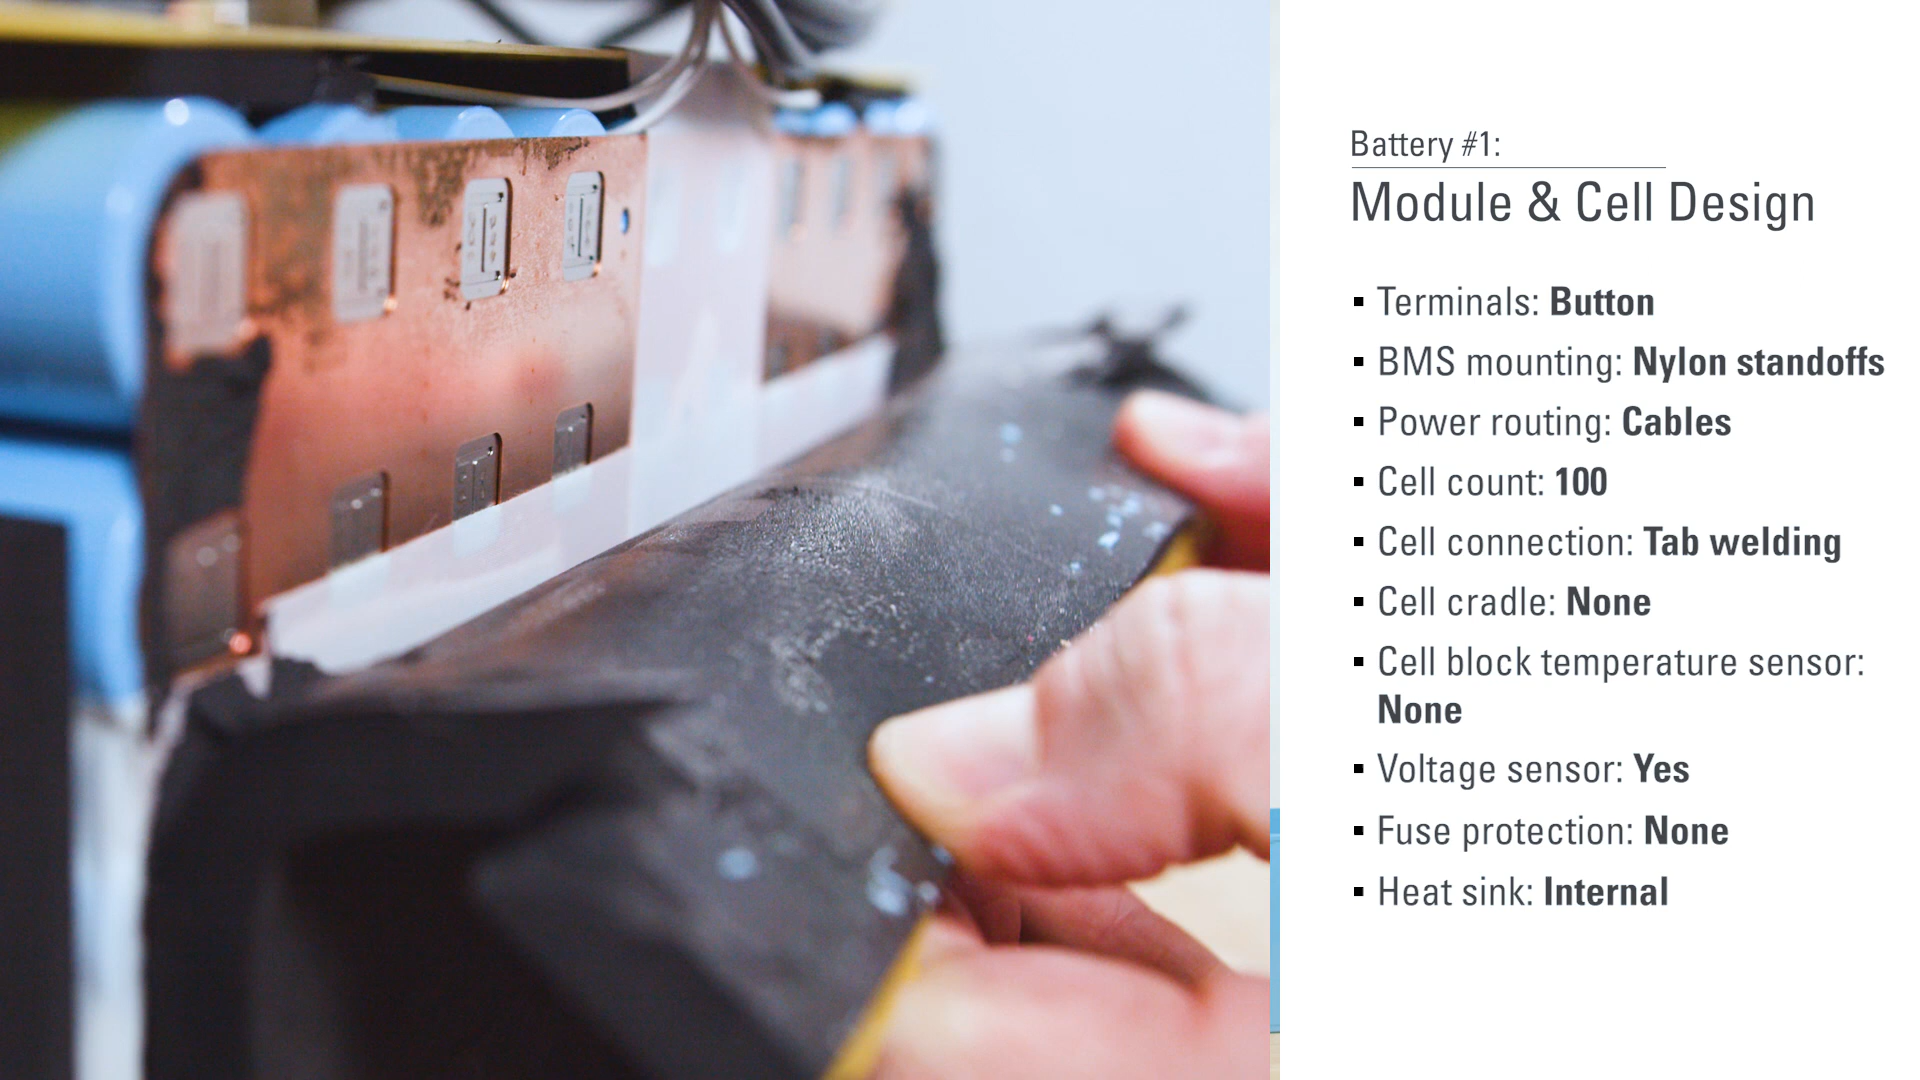 Battery #1:
Module & Cell Design
▪ Terminals: Button
▪ BMS mounting: Nylon standoffs
▪ Power routing: Cables
▪ Cell count: 100
▪ Cell connection: Tab welding
▪ Cell cradle: None
▪ Cell block temperature sensor:
None
▪ Voltage sensor: Yes
▪ Fuse protection: None
▪ Heat sink: Internal